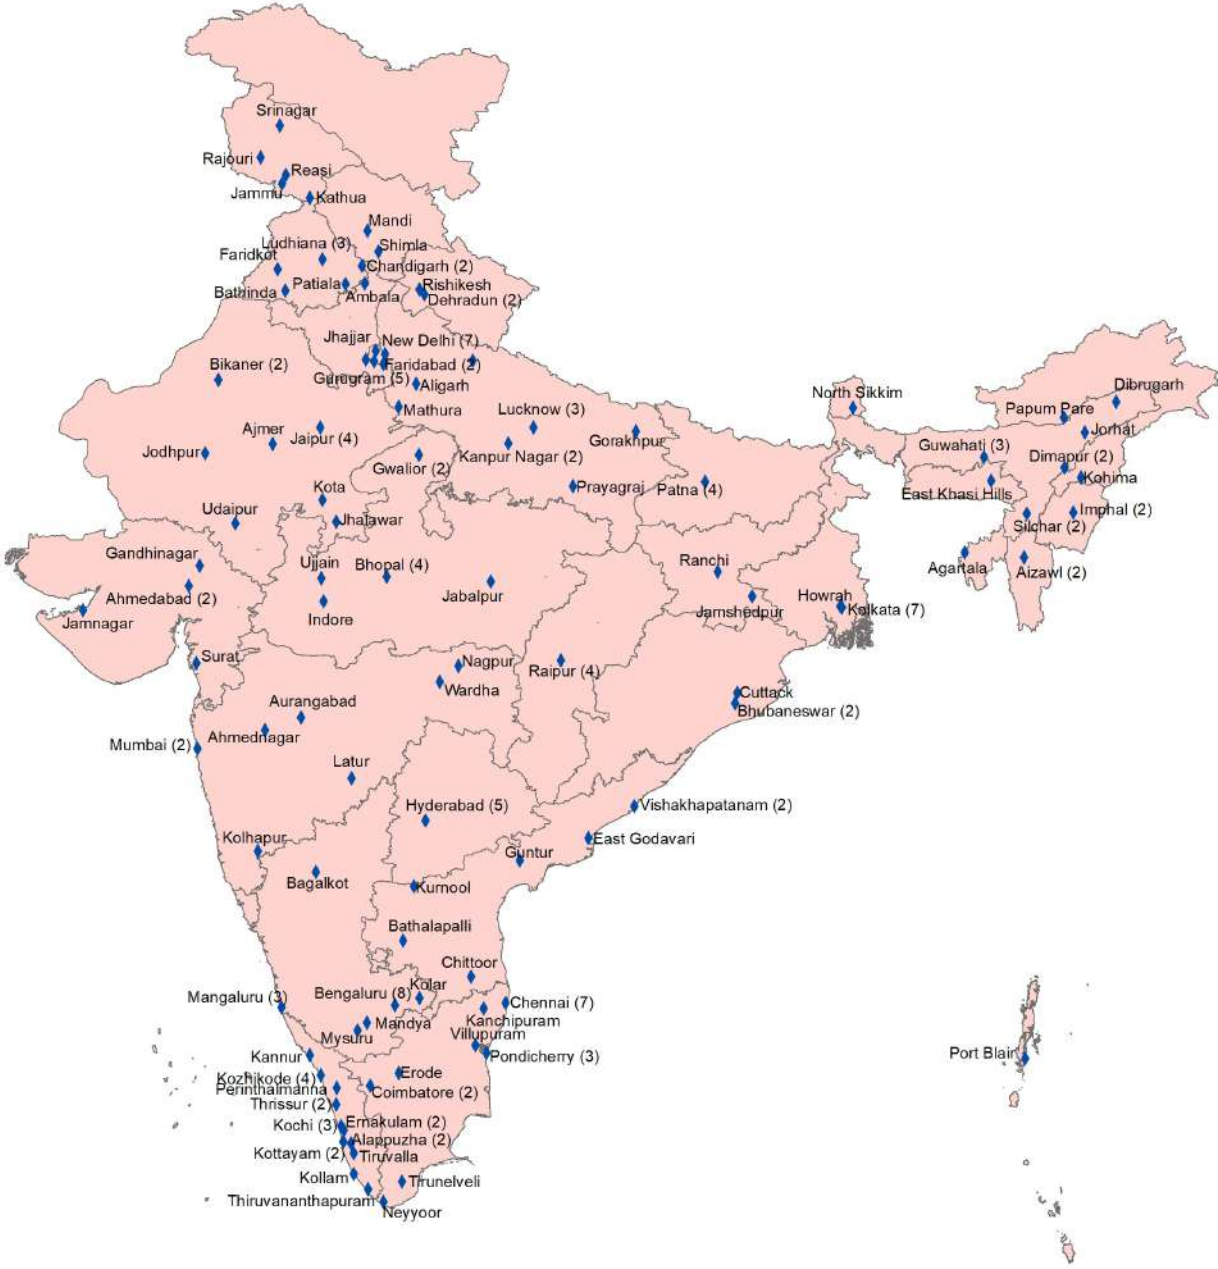 Srinagar
Rajouri
Reasi
Jammu
Kathua
Mandi
Ludhiana (3)
Shimla
Faridkot
Chandigarh (2)
Bathinda
Patiala
Ambala
Rishikesh
Dehradun (2)
Jhajjar
New Delhi (7)
Bikaner (2)
Faridabad (2)
Gurugram (5)
Aligarh
Mathura
Lucknow (3)
Ajmer
Jaipur (4)
Gorakhpur
Jodhpur
Kanpur Nagar (2)
Gwalior (2)
Kota
Prayagraj
Patna (4)
Udaipur
Jhalawar
North Sikkim
Dibrugarh
Papum Pare
Jorhat
Guwahati (3)
Dimapur (2)
Kohima
East Khasi Hills
Imphal (2)
Silchar (2)
Agartala
Aizawl (2)
Gandhinagar
Ujjain
Bhopal (4)
Ranchi
Ahmedabad (2)
Jabalpur
Jamnagar
Indore
Jamshedpur
Howrah
Kolkata (7)
Surat
Nagpur
Raipur (4)
Wardha
Cuttack
Bhubaneswar (2)
Aurangabad
Ahmednagar
Mumbai (2)
Latur
Hyderabad (5)
Vishakhapatanam (2)
Kolhapur
East Godavari
Guntur
Bagalkot
Kurnool
Bathalapalli
Chittoor
Mangaluru (3)
Bengaluru (8)
Kolar
Chennai (7)
Kanchipuram
Mandya
Mysuru
Villupuram
Kannur
Pondicherry (3)
Port Blair
Kozhikode (4)
Erode
Perinthalmanna
Coimbatore (2)
Thrissur (2)
Kochi (3)
Ernakulam (2)
Alappuzha (2)
Kottayam (2)
Tiruvalla
Kollam
Tirunelveli
Thiruvananthapuram
Neyyoor